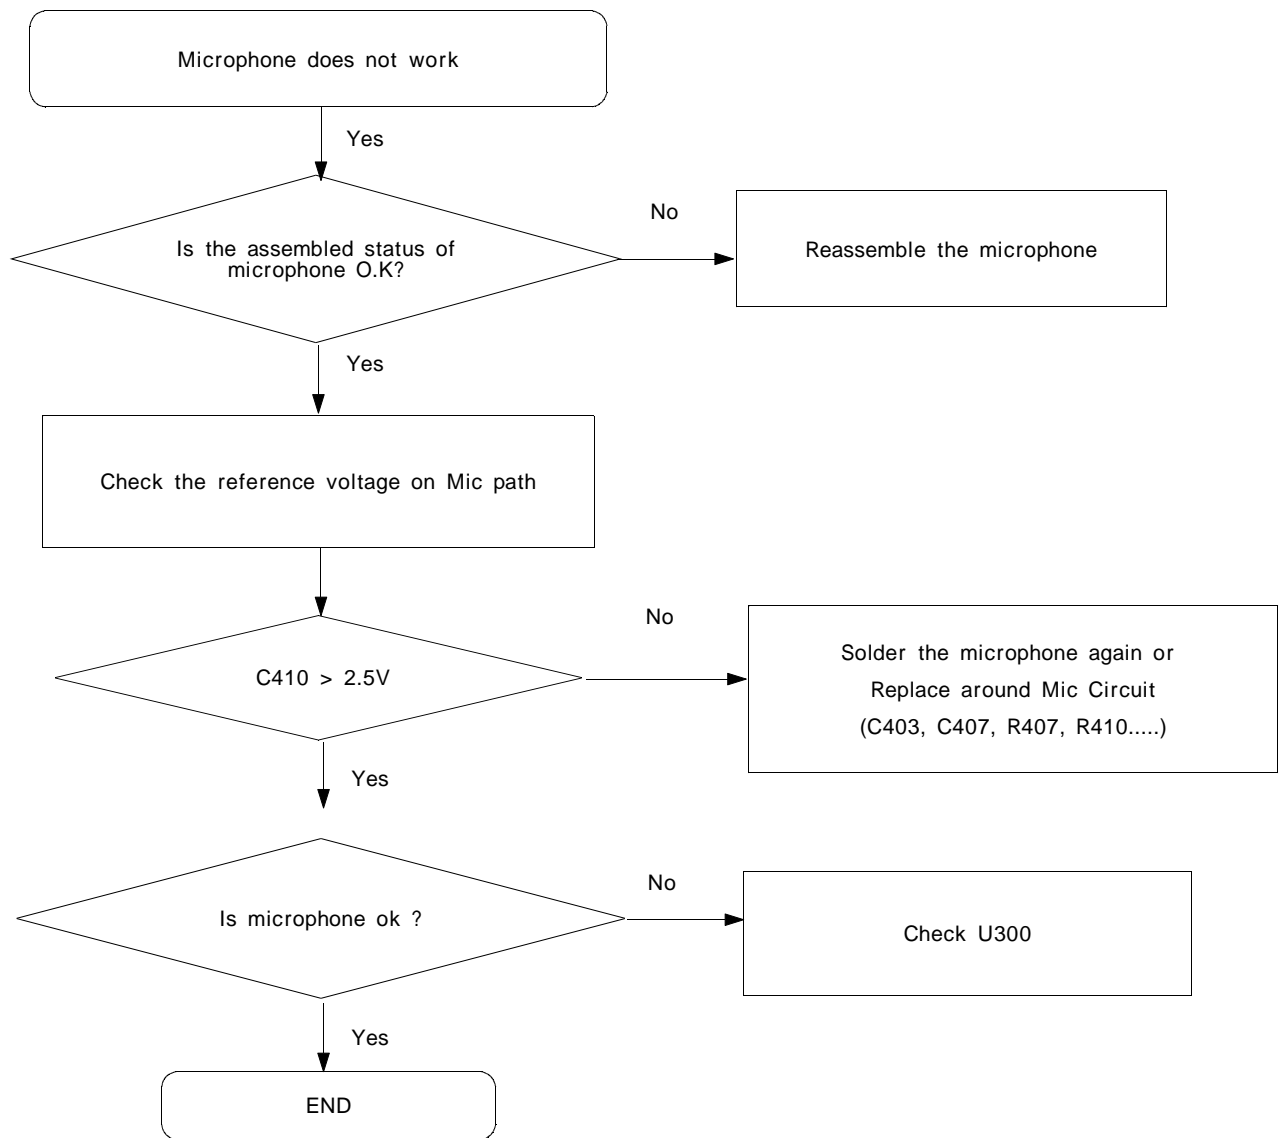 Microphone does not work
Yes
Is the assembled status of
microphone O.K?
No
Reassemble the microphone
Yes
Check the reference voltage on Mic path
C410 > 2.5V
No
Solder the microphone again or
Replace around Mic Circuit
(C403, C407, R407, R410.....)
Yes
Is microphone ok ?
No
Check U300
Yes
END